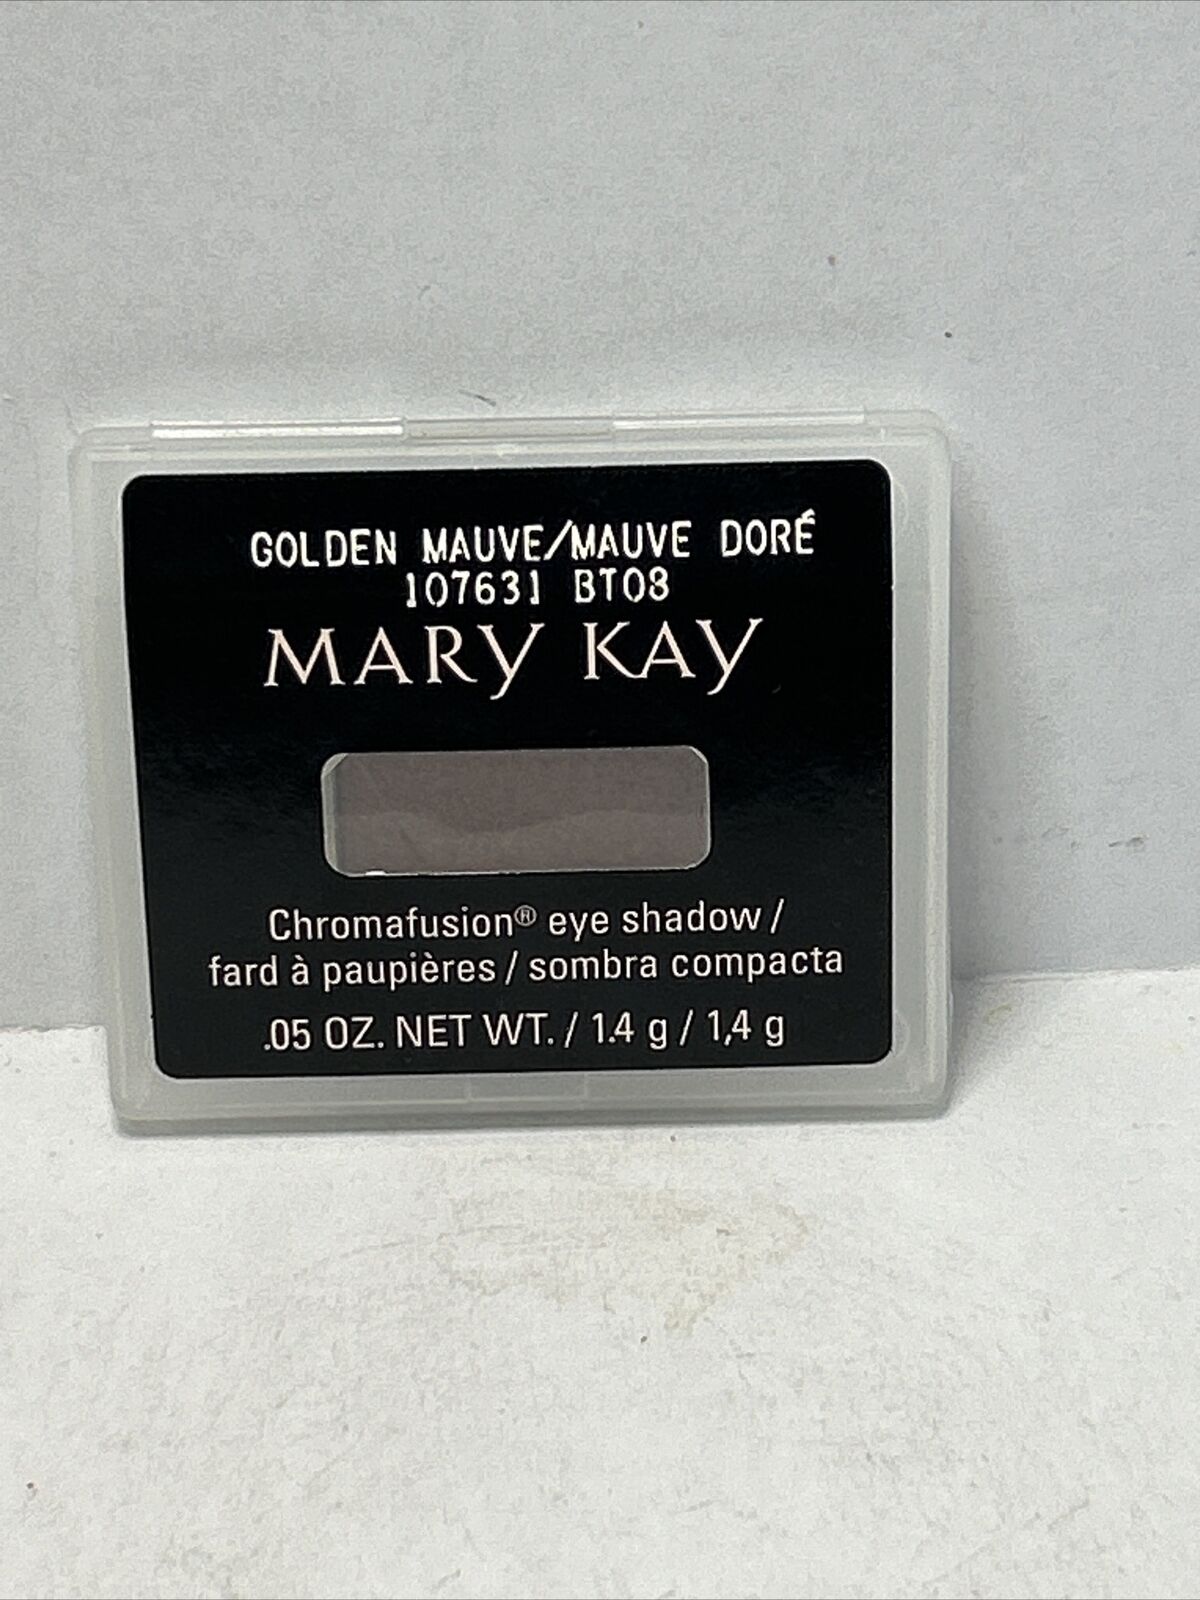 GOLDEN MAUVE/MAUVE DORÉ
107631 BT08
MARY KAY
Chromafusion® eye shadow /
fard à paupières / sombra compacta
.05 OZ. NET WT. / 1.4 g / 1,4 g